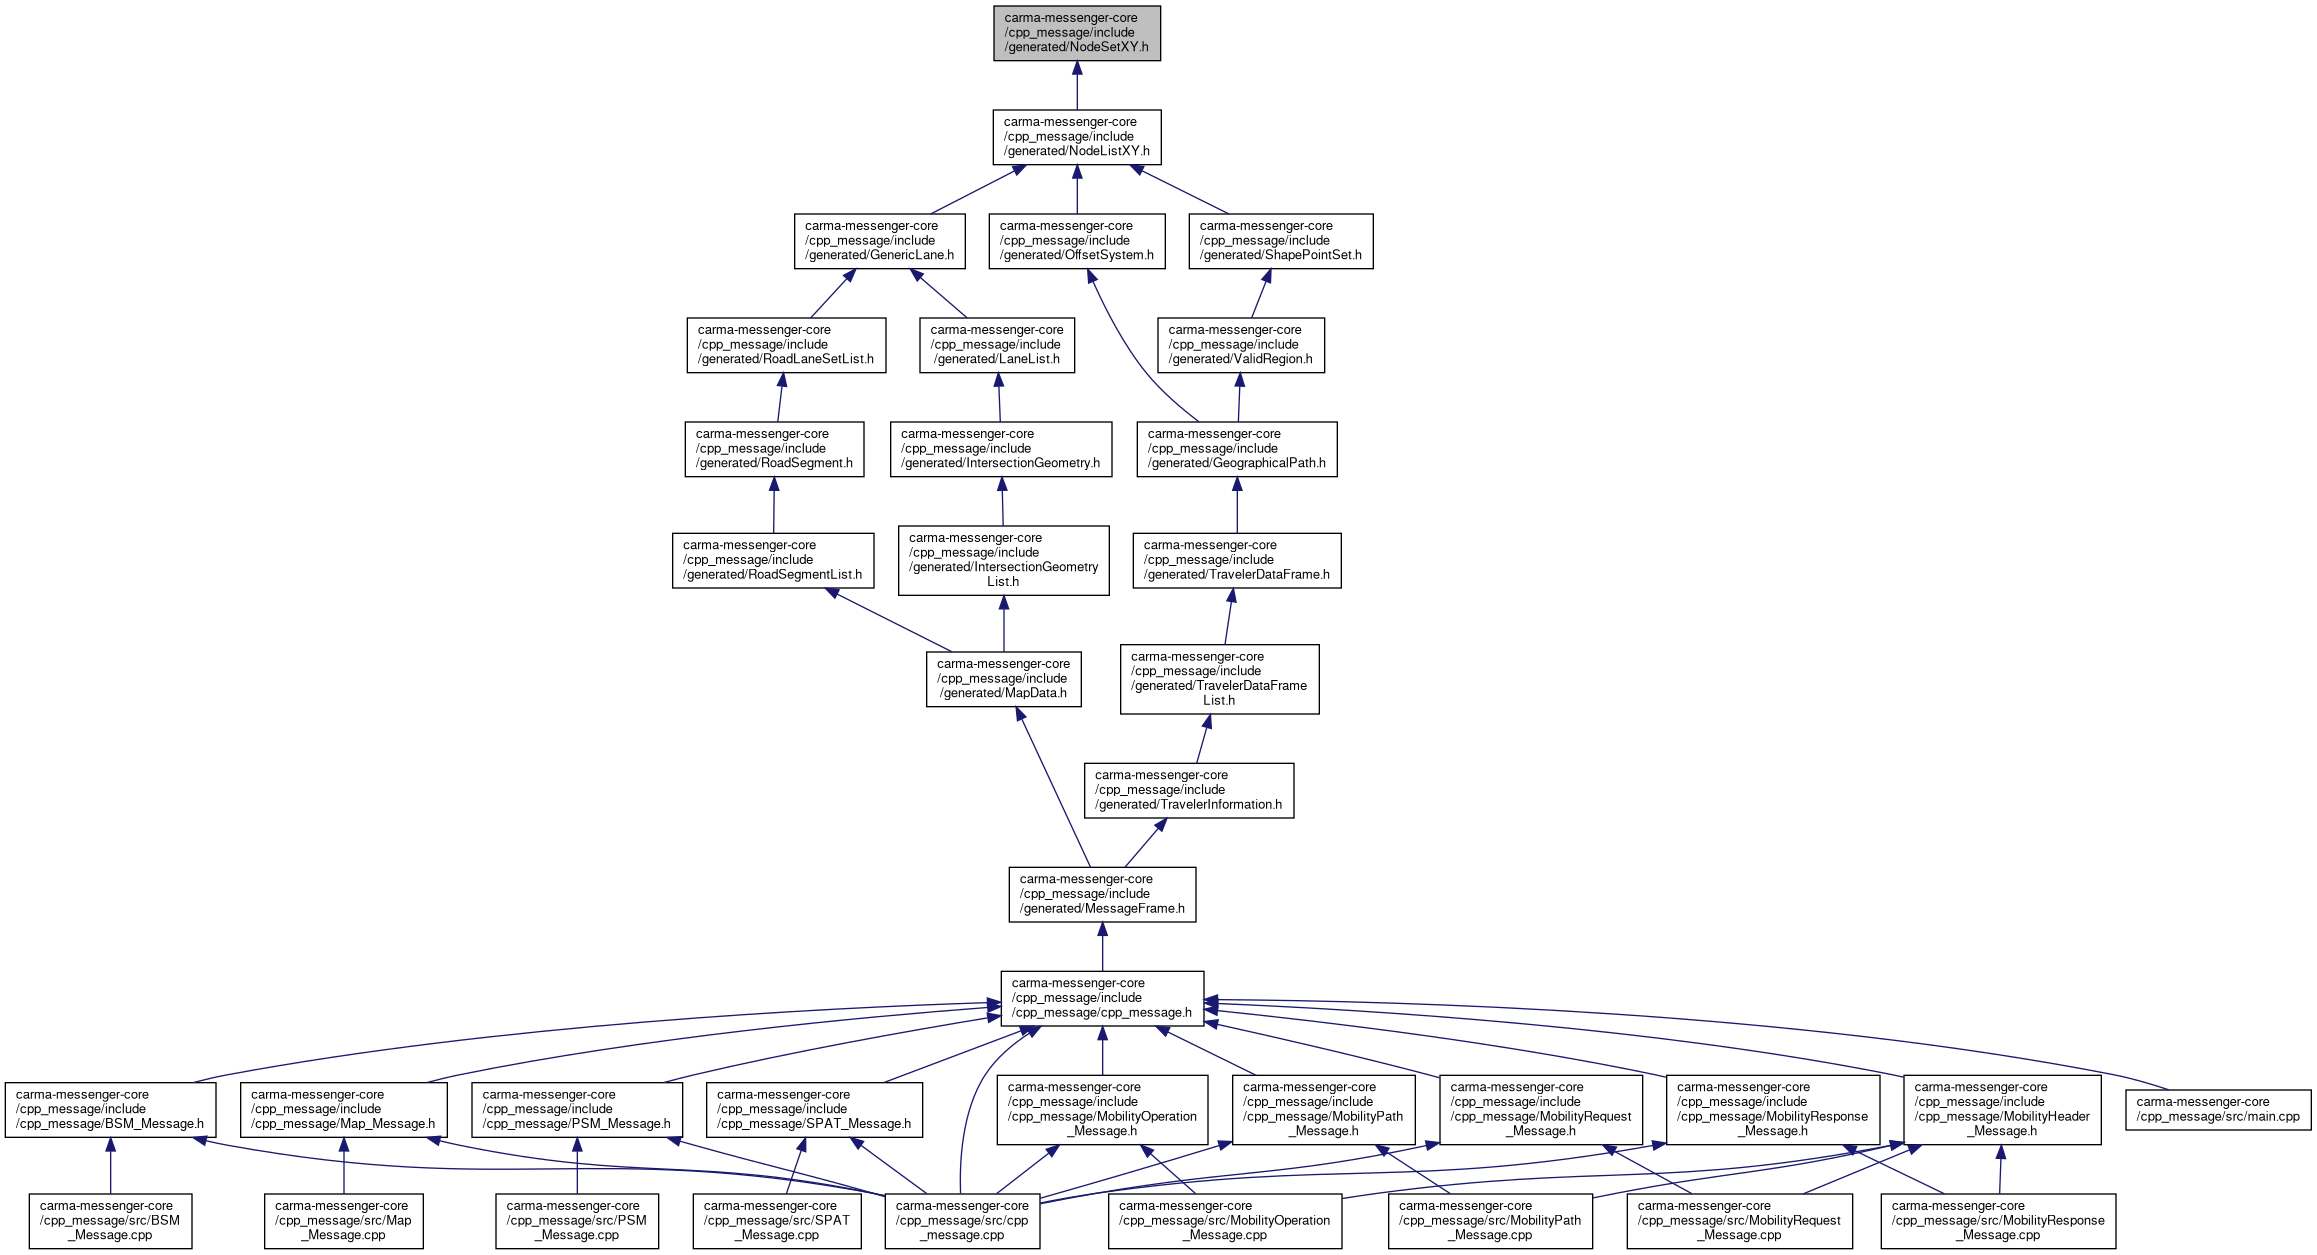 carma-messenger-core
/cpp_message/include
/generated/NodeSetXY.h
carma-messenger-core
/cpp_message/include
/generated/NodeListXY.h
carma-messenger-core
/cpp_message/include
/generated/GenericLane.h
carma-messenger-core
/cpp_message/include
/generated/OffsetSystem.h
carma-messenger-core
/cpp_message/include
/generated/ShapePointSet.h
carma-messenger-core
/cpp_message/include
/generated/RoadLaneSetList.h
carma-messenger-core
/cpp_message/include
/generated/LaneList.h
carma-messenger-core
/cpp_message/include
/generated/ValidRegion.h
carma-messenger-core
/cpp_message/include
/generated/RoadSegment.h
carma-messenger-core
/cpp_message/include
/generated/IntersectionGeometry.h
carma-messenger-core
/cpp_message/include
/generated/GeographicalPath.h
carma-messenger-core
/cpp_message/include
/generated/RoadSegmentList.h
carma-messenger-core
/cpp_message/include
/generated/IntersectionGeometry
List.h
carma-messenger-core
/cpp_message/include
/generated/TravelerDataFrame.h
carma-messenger-core
/cpp_message/include
/generated/MapData.h
carma-messenger-core
/cpp_message/include
/generated/TravelerDataFrame
List.h
carma-messenger-core
/cpp_message/include
/generated/TravelerInformation.h
carma-messenger-core
/cpp_message/include
/generated/MessageFrame.h
carma-messenger-core
/cpp_message/include
/cpp_message/cpp_message.h
carma-messenger-core
/cpp_message/include
/cpp_message/BSM_Message.h
carma-messenger-core
/cpp_message/include
/cpp_message/Map_Message.h
carma-messenger-core
/cpp_message/include
/cpp_message/PSM_Message.h
carma-messenger-core
/cpp_message/include
/cpp_message/SPAT_Message.h
carma-messenger-core
/cpp_message/include
/cpp_message/MobilityOperation
_Message.h
carma-messenger-core
/cpp_message/include
/cpp_message/MobilityPath
_Message.h
carma-messenger-core
/cpp_message/include
/cpp_message/MobilityRequest
_Message.h
carma-messenger-core
/cpp_message/include
/cpp_message/MobilityResponse
_Message.h
carma-messenger-core
/cpp_message/include
/cpp_message/MobilityHeader
_Message.h
carma-messenger-core
/cpp_message/src/main.cpp
carma-messenger-core
/cpp_message/src/BSM
_Message.cpp
carma-messenger-core
/cpp_message/src/Map
_Message.cpp
carma-messenger-core
/cpp_message/src/PSM
_Message.cpp
carma-messenger-core
/cpp_message/src/SPAT
_Message.cpp
carma-messenger-core
/cpp_message/src/cpp
_message.cpp
carma-messenger-core
/cpp_message/src/MobilityOperation
_Message.cpp
carma-messenger-core
/cpp_message/src/MobilityPath
_Message.cpp
carma-messenger-core
/cpp_message/src/MobilityRequest
_Message.cpp
carma-messenger-core
/cpp_message/src/MobilityResponse
_Message.cpp